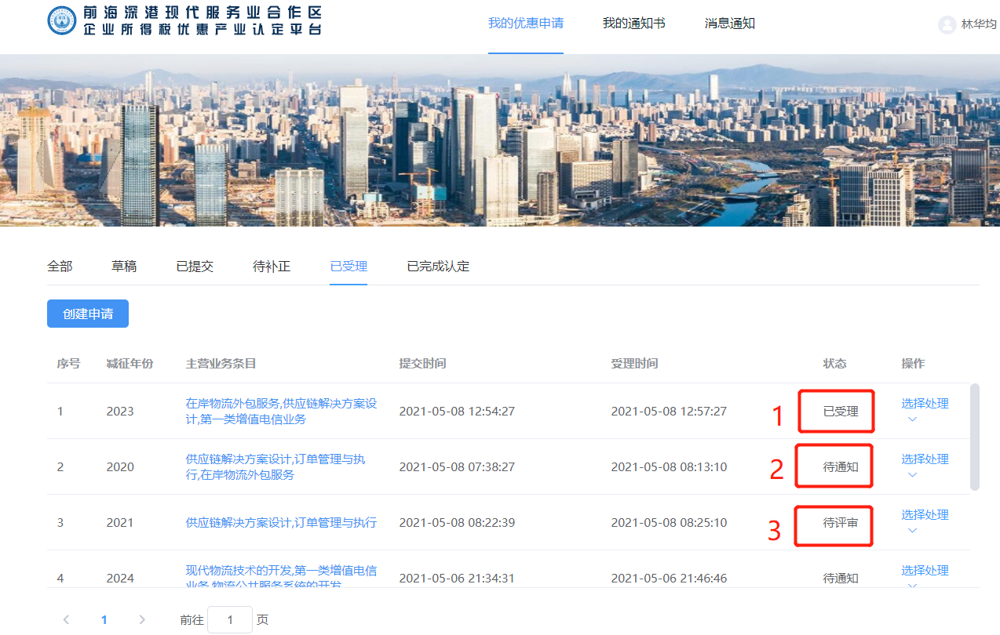 前海深港现代服务业合作区
企业所得税优惠产业认定平台
我的优惠申请 我的通知书 消息通知 林华均
全部 草稿 已提交 待补正 已受理 已完成认定
创建申请
序号 减征年份 主营业务条目 提交时间 受理时间 状态 操作
1 2023 在岸物流外包服务,供应链解决方案设计,第一类增值电信业务 2021-05-08 12:54:27 2021-05-08 12:57:27 1 已受理 选择处理
2 2020 供应链解决方案设计,订单管理与执行,在岸物流外包服务 2021-05-08 07:38:27 2021-05-08 08:13:10 2 待通知 选择处理
3 2021 供应链解决方案设计,订单管理与执行 2021-05-08 08:22:39 2021-05-08 08:25:10 3 待评审 选择处理
4 2024 现代物流技术的开发,第一类增值电信业务,物流公共服务系统的开发 2021-05-06 21:34:31 2021-05-06 21:46:46 待通知 选择处理
1 前往 1 页